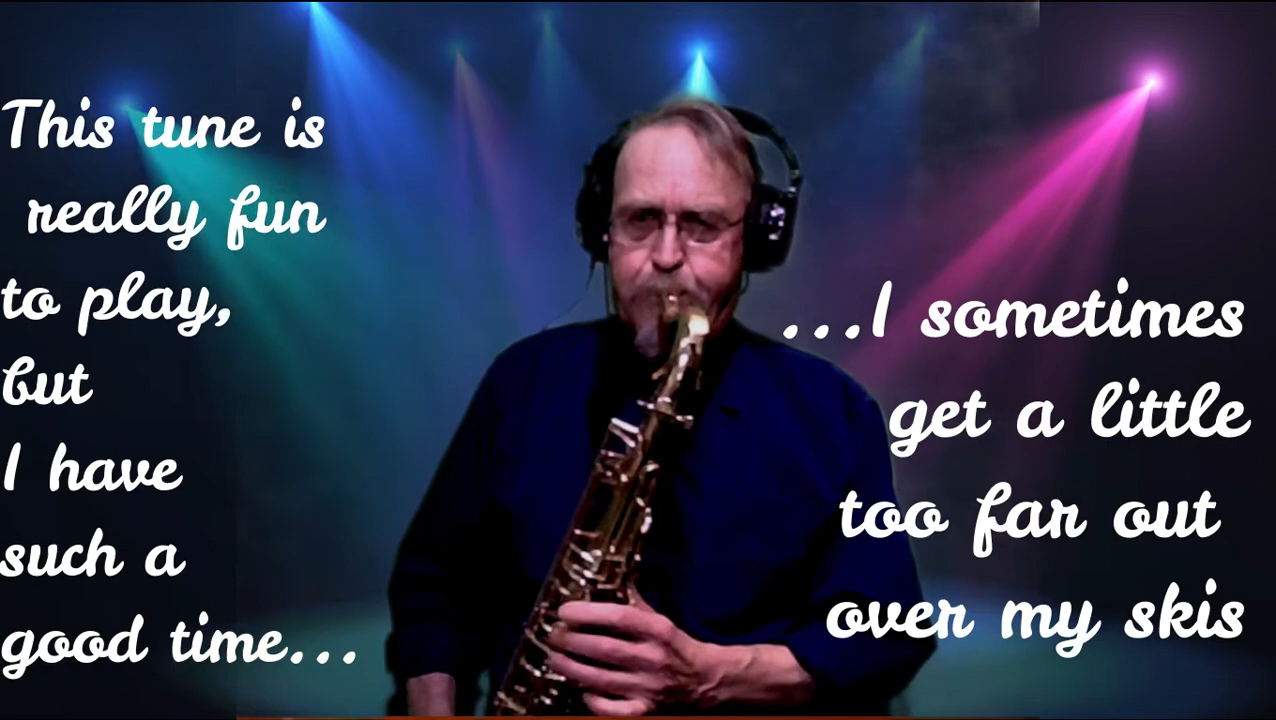 This tune is
really fun
to play,
but
I have
such a
good time...
...I sometimes
get a little
too far out
over my skis